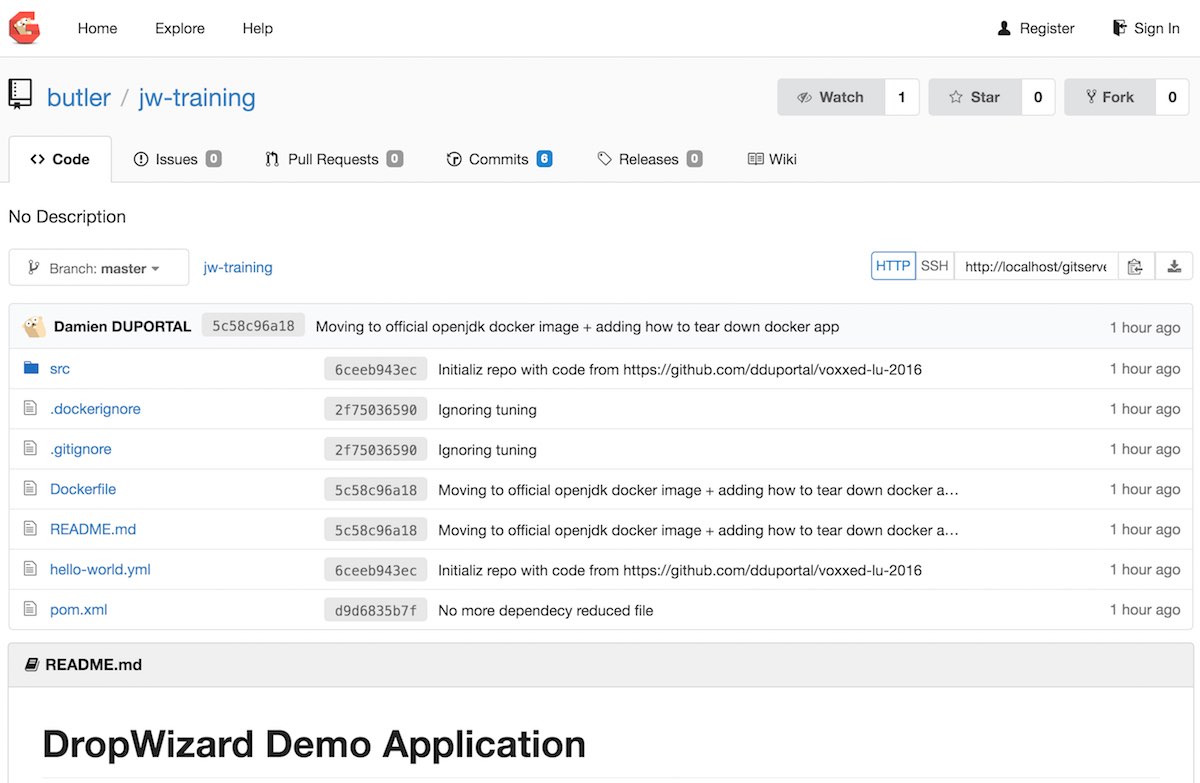 Home Explore Help Register Sign In
butler / jw-training Watch 1 Star 0 Fork 0
Code Issues 0 Pull Requests 0 Commits 6 Releases 0 Wiki
No Description
Branch: master jw-training HTTP SSH http://localhost/gitserve
Damien DUPORTAL 5c58c96a18 Moving to official openjdk docker image + adding how to tear down docker app 1 hour ago
src 6ceeb943ec Initializ repo with code from https://github.com/dduportal/voxxed-lu-2016 1 hour ago
.dockerignore 2f75036590 Ignoring tuning 1 hour ago
.gitignore 2f75036590 Ignoring tuning 1 hour ago
Dockerfile 5c58c96a18 Moving to official openjdk docker image + adding how to tear down docker a… 1 hour ago
README.md 5c58c96a18 Moving to official openjdk docker image + adding how to tear down docker a… 1 hour ago
hello-world.yml 6ceeb943ec Initializ repo with code from https://github.com/dduportal/voxxed-lu-2016 1 hour ago
pom.xml d9d6835b7f No more dependecy reduced file 1 hour ago
README.md
DropWizard Demo Application